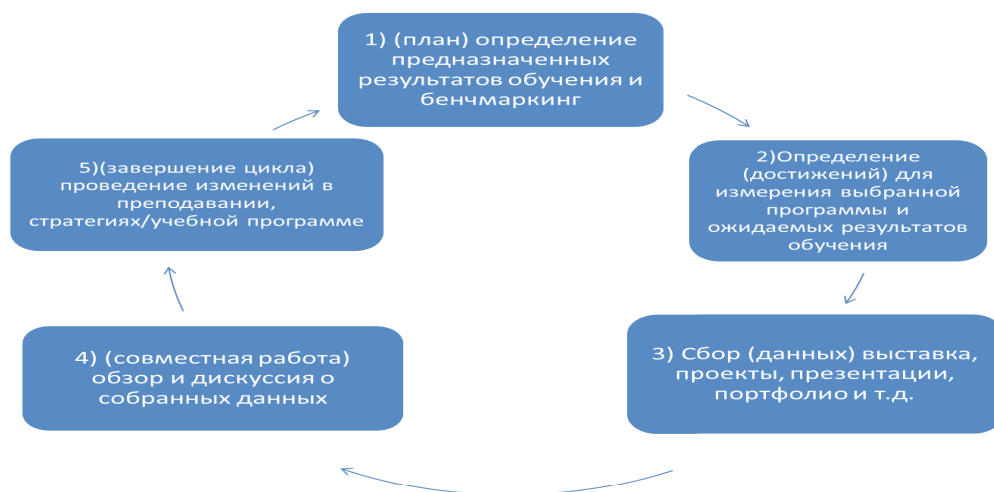 1) (план) определение
предназначенных
результатов обучения и
бенчмаркинг
2)Определение
(достижений) для
измерения выбранной
программы и
ожидаемых результатов
обучения
3) Сбор (данных) выставка,
проекты, презентации,
портфолио и т.д.
4) (совместная работа)
обзор и дискуссия о
собранных данных
5)(завершение цикла)
проведение изменений в
преподавании,
стратегиях/учебной программе